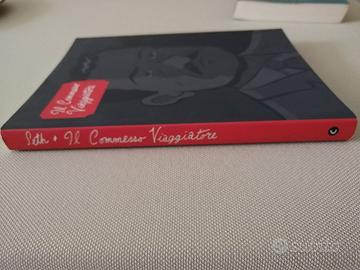 Il Commesso
Viaggiatore
Seth • Il Commesso Viaggiatore
subito